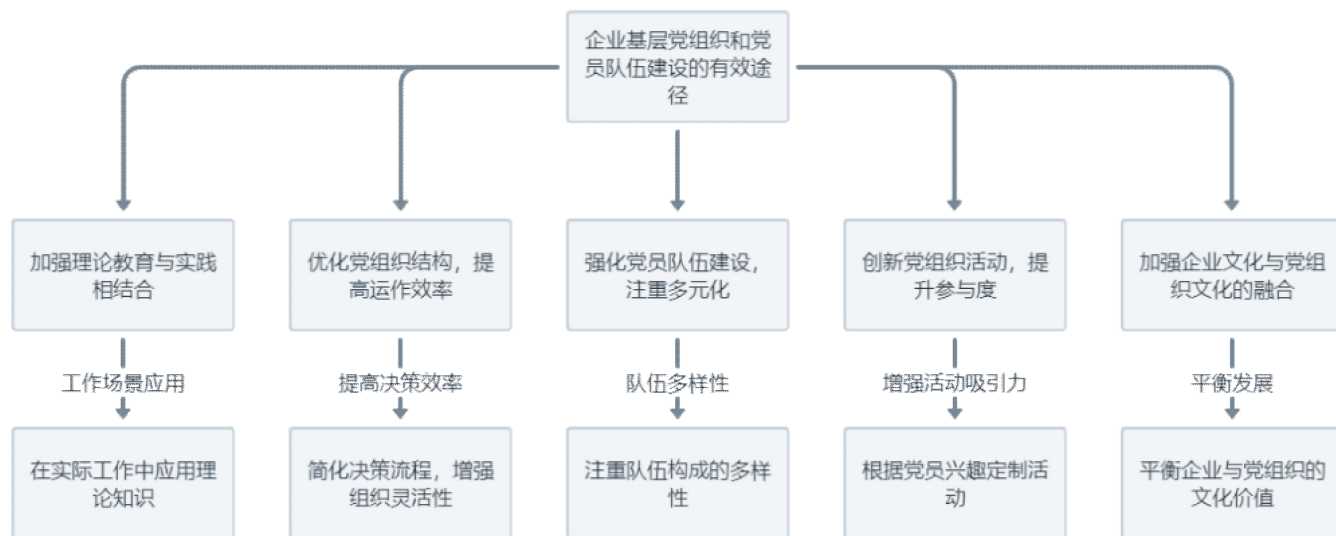 企业基层党组织和党
员队伍建设的有效途
径
加强理论教育与实践
相结合
优化党组织结构，提
高运作效率
强化党员队伍建设，
注重多元化
创新党组织活动，提
升参与度
加强企业文化与党组
织文化的融合
工作场景应用
提高决策效率
队伍多样性
增强活动吸引力
平衡发展
在实际工作中应用理
论知识
简化决策流程，增强
组织灵活性
注重队伍构成的多样
性
根据党员兴趣定制活
动
平衡企业与党组织的
文化价值